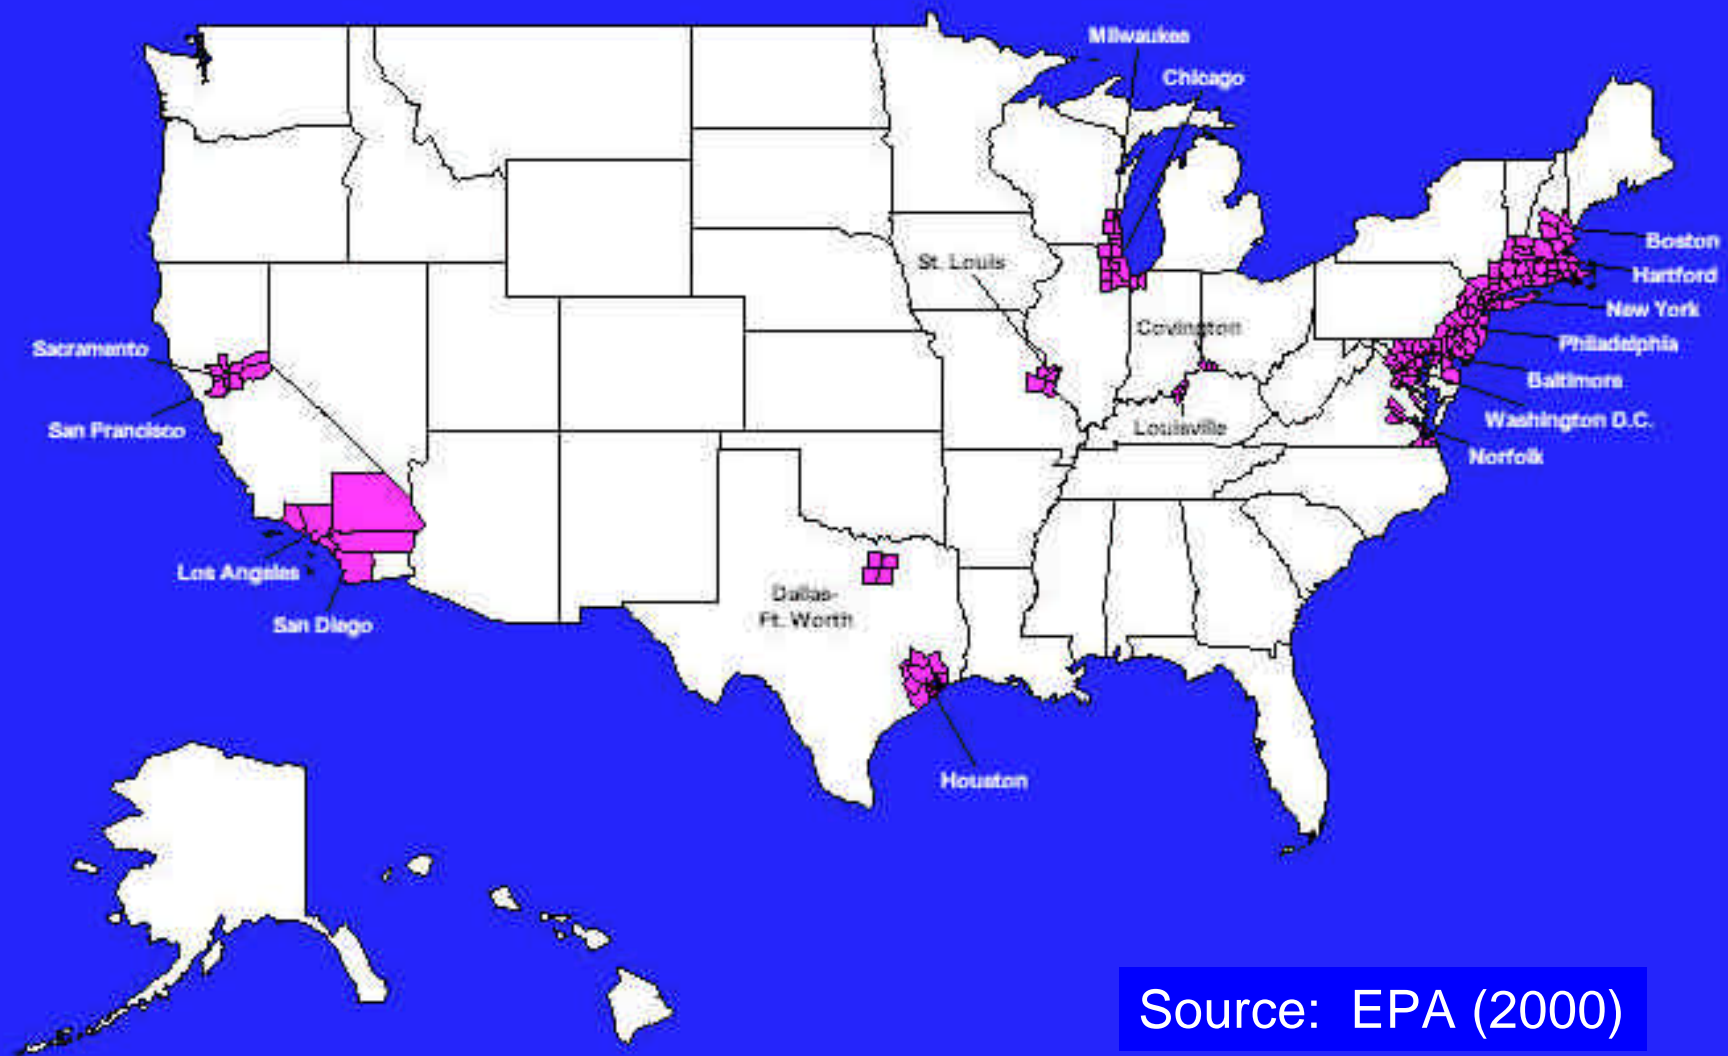 Milwaukee
Chicago
St. Louis
Covington
Louisville
Boston
Hartford
New York
Philadelphia
Baltimore
Washington D.C.
Norfolk
Sacramento
San Francisco
Los Angeles
San Diego
Dallas-
Ft. Worth
Houston
Source: EPA (2000)